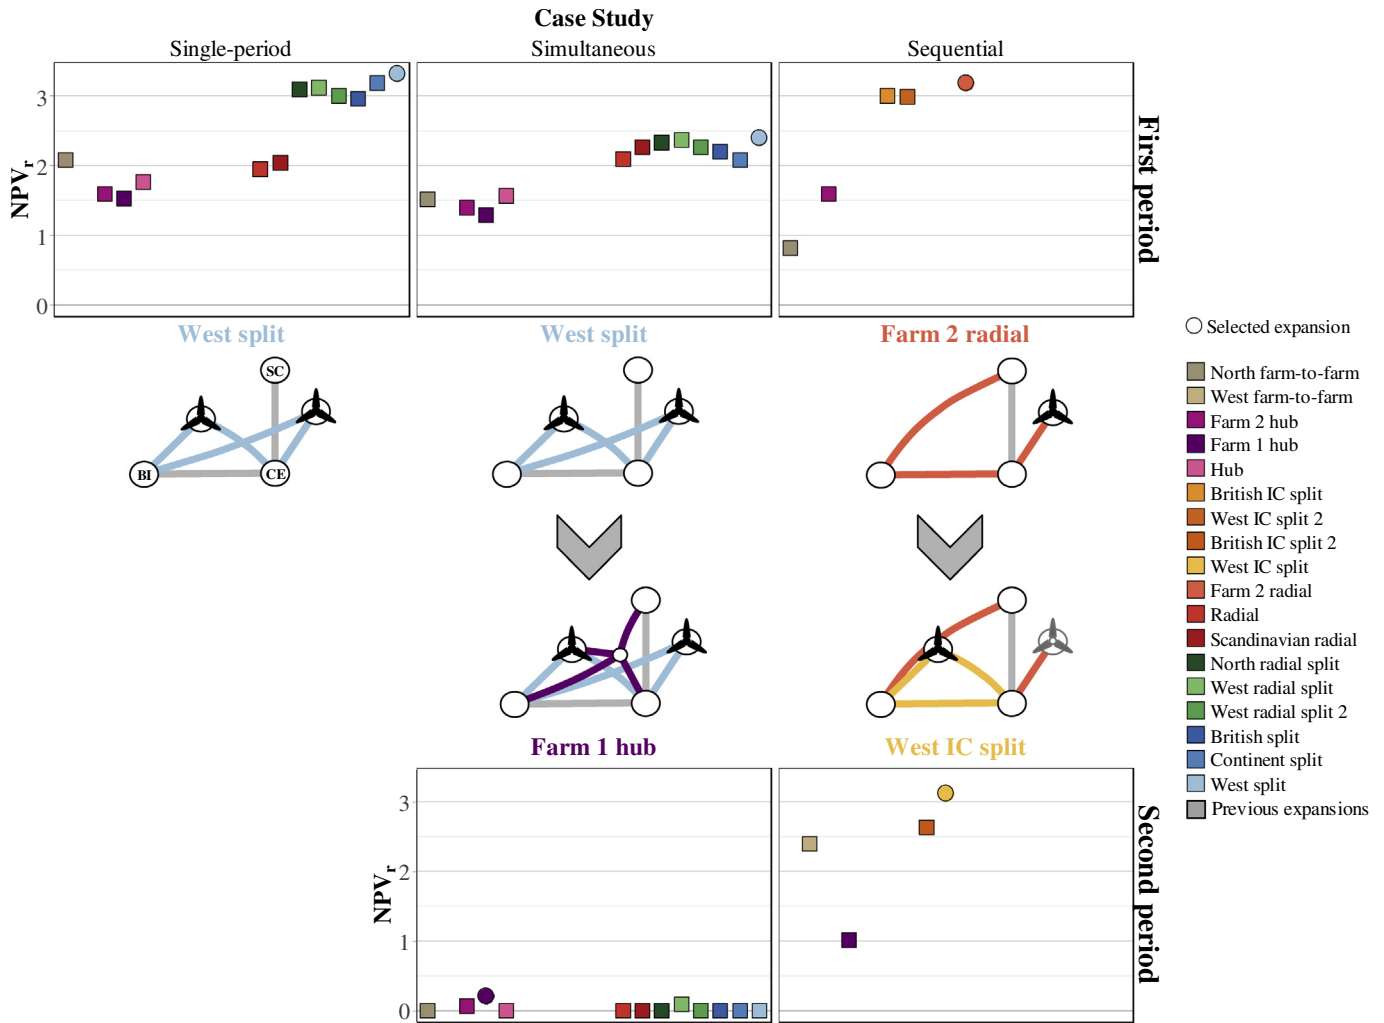 Case Study
Single-period
Simultaneous
Sequential
3
2
1
0
NPVr
First period
West split
West split
Farm 2 radial
SC
BI
CE
Farm 1 hub
West IC split
3
2
1
0
NPVr
Second period
Selected expansion
North farm-to-farm
West farm-to-farm
Farm 2 hub
Farm 1 hub
Hub
British IC split
West IC split 2
British IC split 2
West IC split
Farm 2 radial
Radial
Scandinavian radial
North radial split
West radial split
West radial split 2
British split
Continent split
West split
Previous expansions